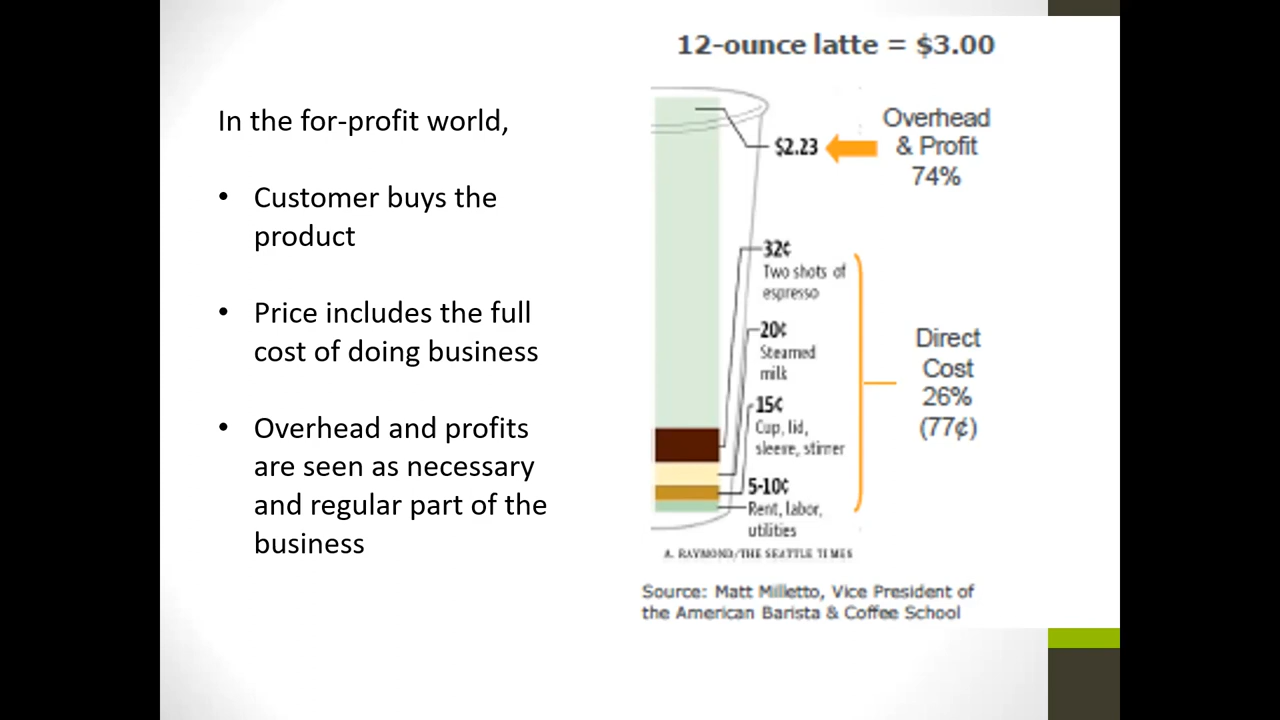 12-ounce latte = $3.00
In the for-profit world,
• Customer buys the
product
• Price includes the full
cost of doing business
• Overhead and profits
are seen as necessary
and regular part of the
business
$2.23
Overhead
& Profit
74%
32¢
Two shots of
espresso
20¢
Steamed
milk
15¢
Cup, lid,
sleeve, stirrer
5-10¢
Rent, labor,
utilities
Direct
Cost
26%
(77¢)
A. RAYMOND/THE SEATTLE TIMES
Source: Matt Milletto, Vice President of
the American Barista & Coffee School